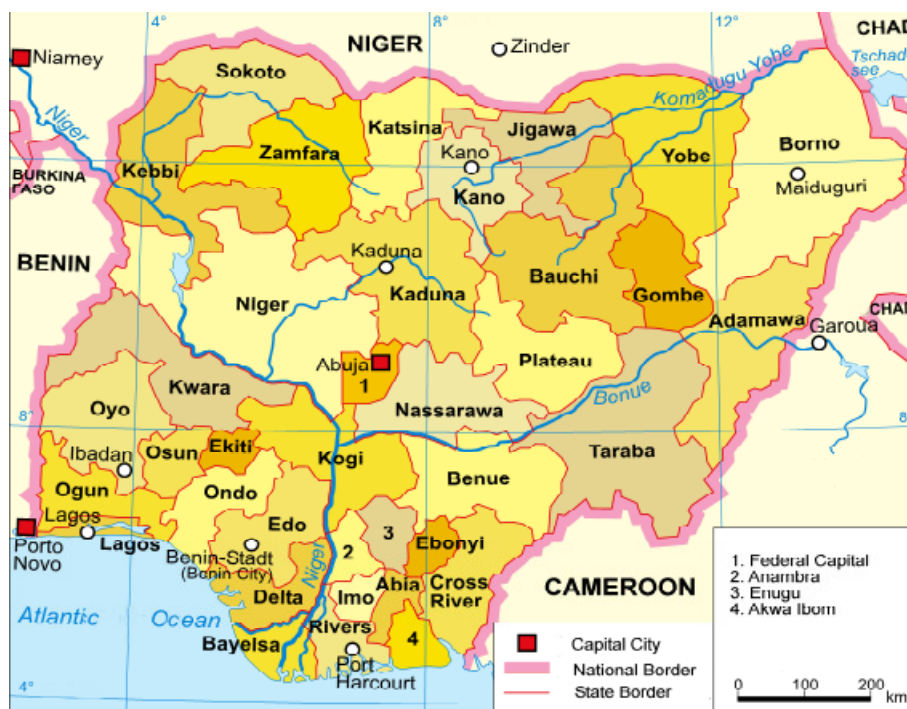 4°
8°
12°
CHAD
NIGER
Zinder
Niamey
Sokoto
Tschad-
see
Komadugu Yobe
Niger
Katsina
Jigawa
Kano
Zamfara
Yobe
Borno
Kebbi
BURKINA
FASO
Maiduguri
Kano
BENIN
Kaduna
Bauchi
Kaduna
Gombe
Niger
CHAD
Adamawa
Garoua
Plateau
Abuja
1
Kwara
Benue
Nassarawa
Oyo
8°
8°
Taraba
Ibadan
Osun
Ekiti
Kogi
Benue
Ogun
Ondo
Lagos
Edo
3
Lagos
2
Ebonyi
Porto
Novo
Benin-Stadt
(Benin City)
Niger
CAMEROON
Abia
Cross
River
Imo
Delta
Atlantic Ocean
Rivers
4
Bayelsa
Port
Harcourt
4°
1. Federal Capital
2. Anambra
3. Enugu
4. Akwa Ibom
Capital City
National Border
State Border
0 100 200
km